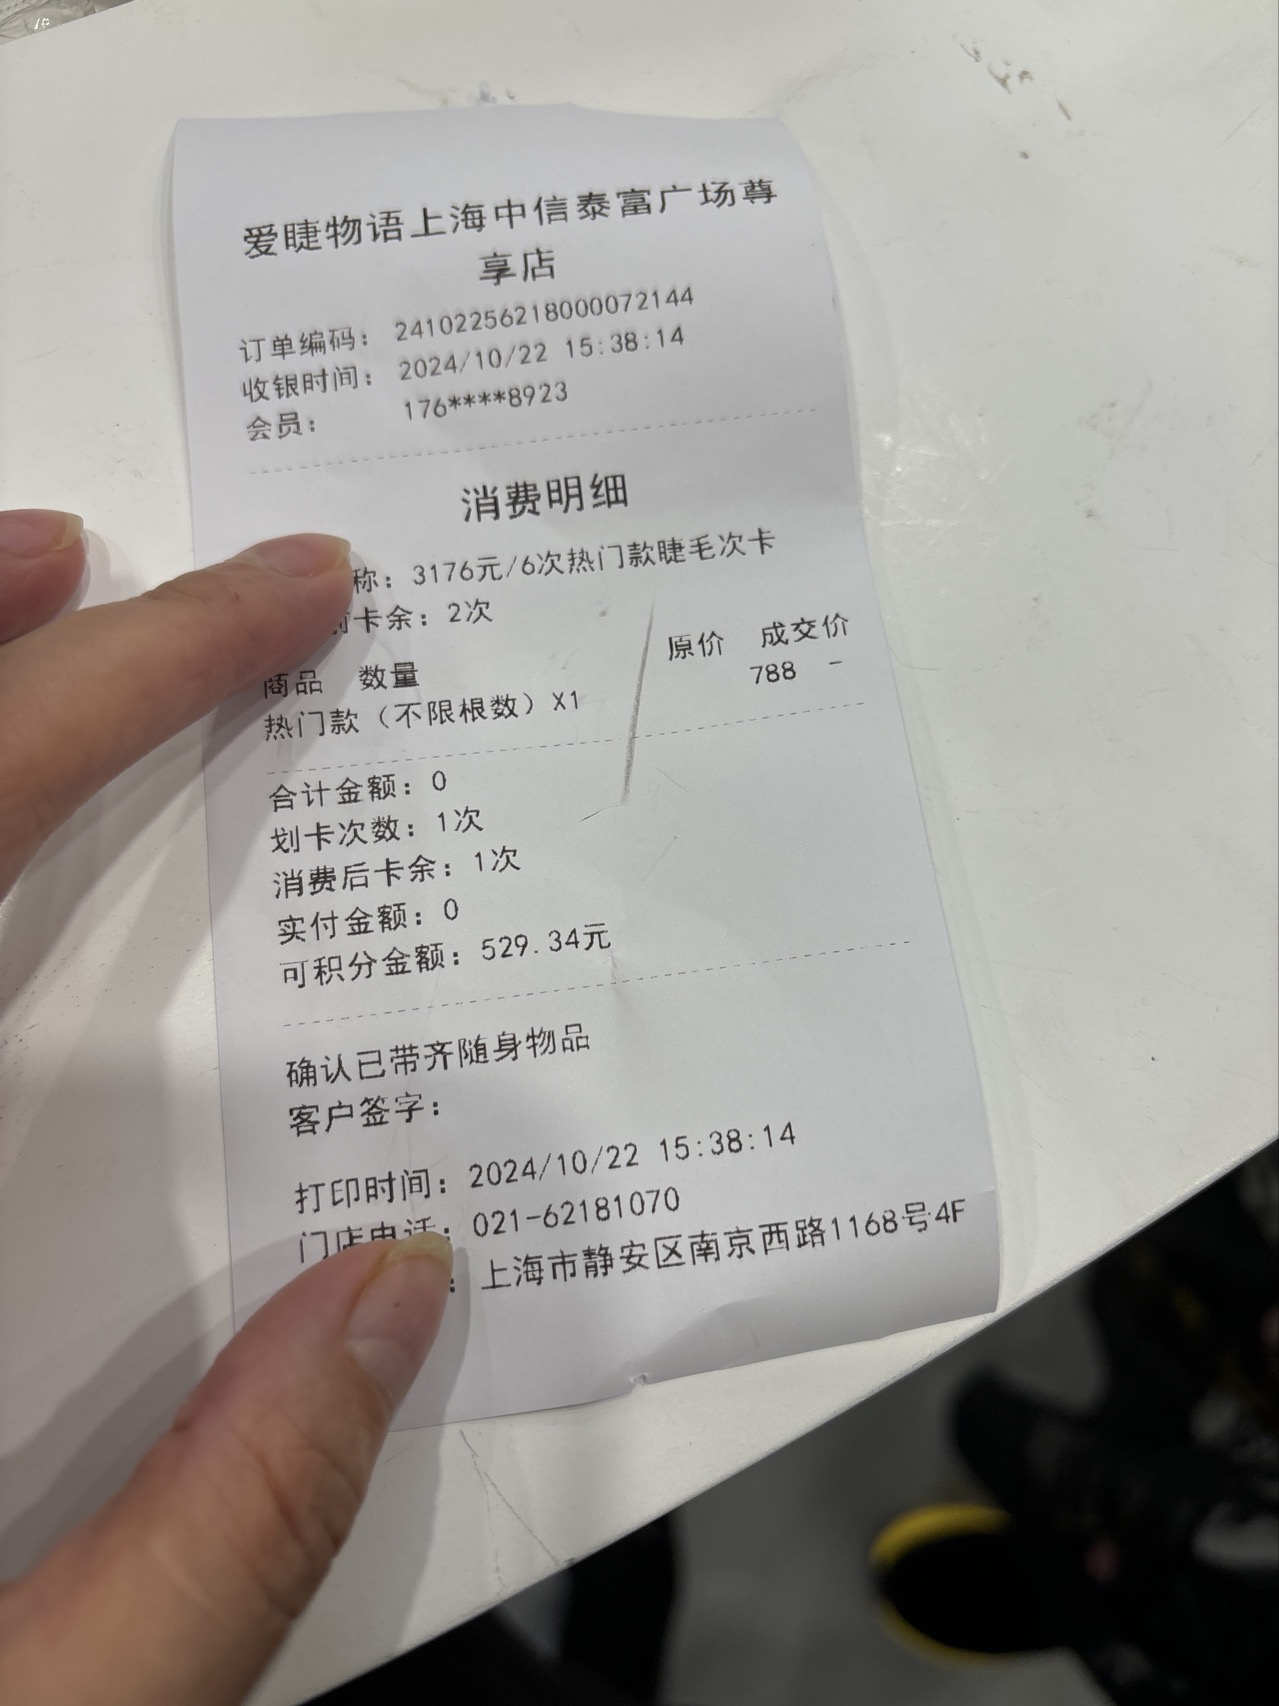 爱睫物语上海中信泰富广场尊
享店
订单编码： 24102256218000072144
收银时间： 2024/10/22 15:38:14
会员： 176****8923
消费明细
称：3176元/6次热门款睫毛次卡
卡余：2次
商品 数量 原价 成交价
热门款（不限根数）X1 788 -
合计金额：0
划卡次数：1次
消费后卡余：1次
实付金额：0
可积分金额：529.34元
确认已带齐随身物品
客户签字：
打印时间：2024/10/22 15:38:14
门店电话：021-62181070
：上海市静安区南京西路1168号4F